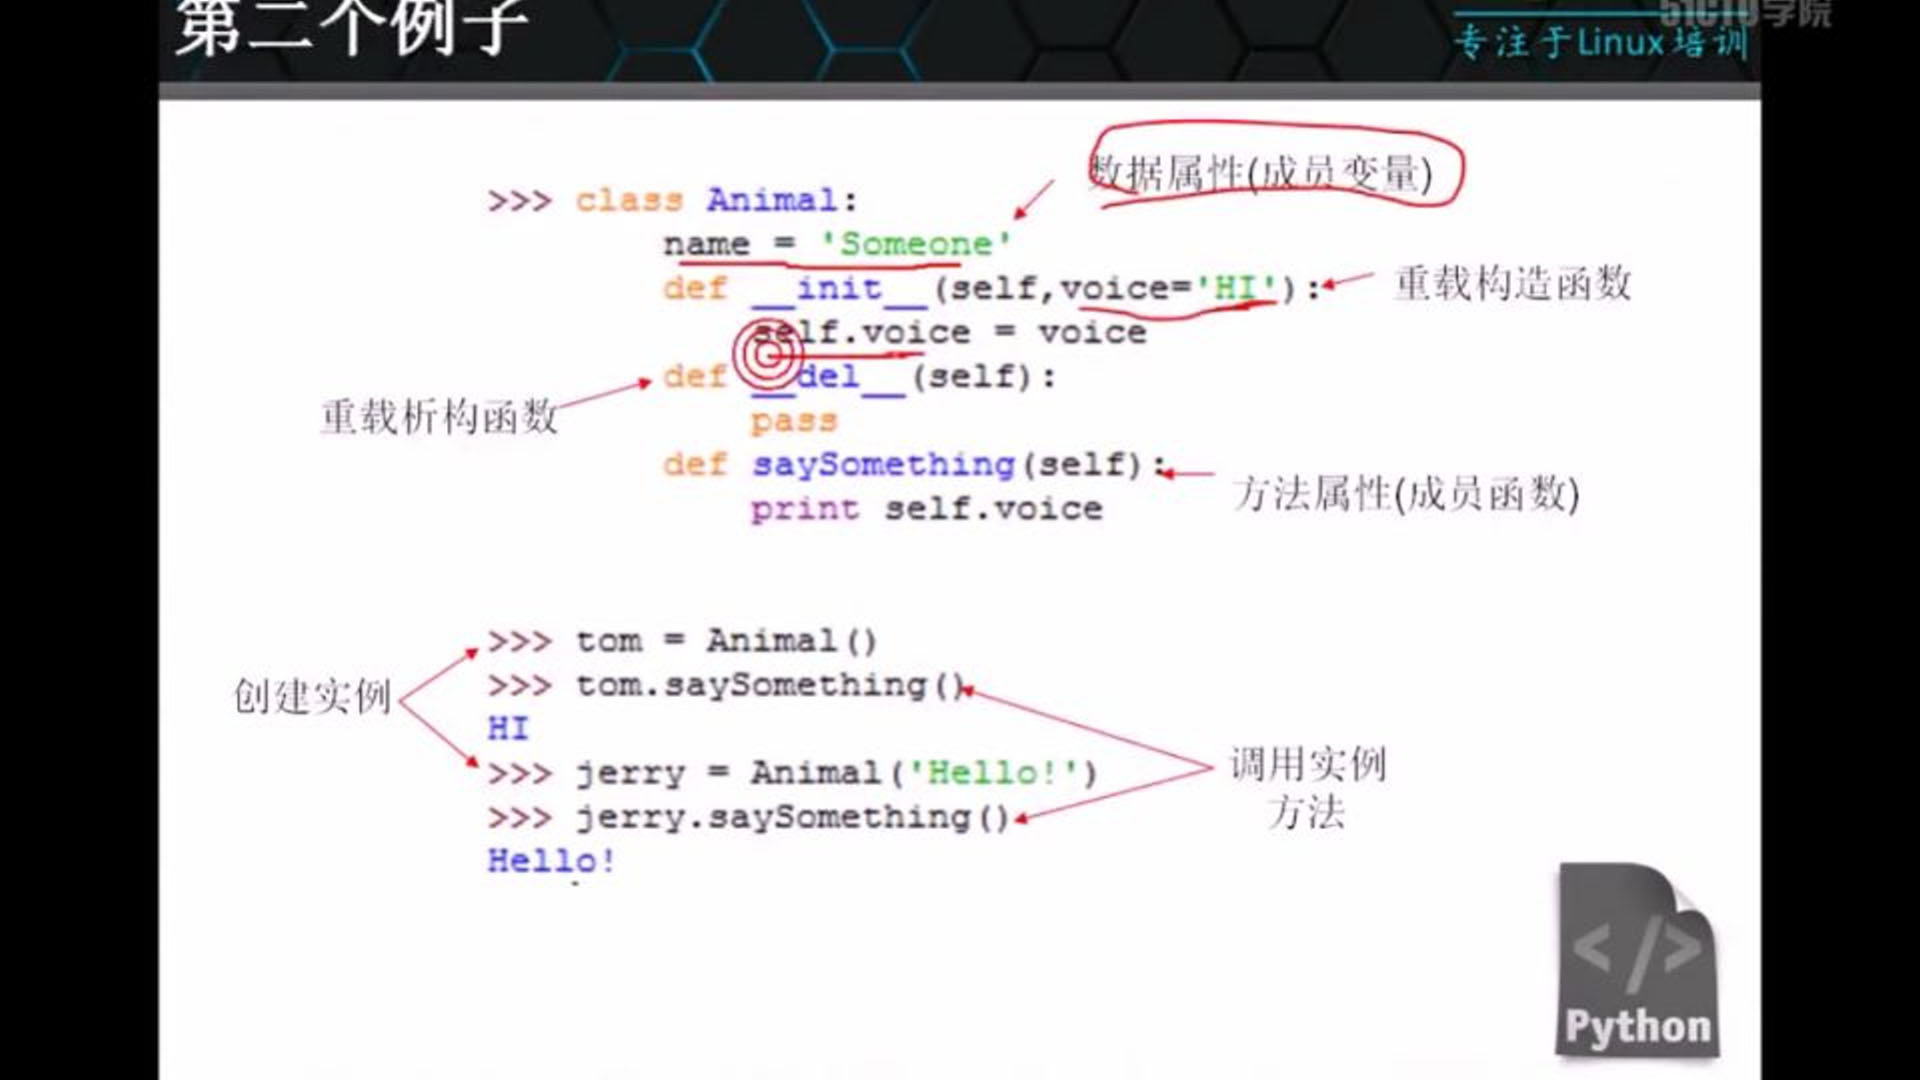 第二个例子
51CTO学院
专注于Linux培训
数据属性(成员变量)
>>> class Animal:
name = 'Someone'
def __init__(self,voice='HI'):
重载构造函数
self.voice = voice
def __del__(self):
重载析构函数
pass
def saySomething(self):
方法属性(成员函数)
print self.voice
>>> tom = Animal()
>>> tom.saySomething()
创建实例
HI
>>> jerry = Animal('Hello!')
调用实例
方法
>>> jerry.saySomething()
Hello!
</>
Python